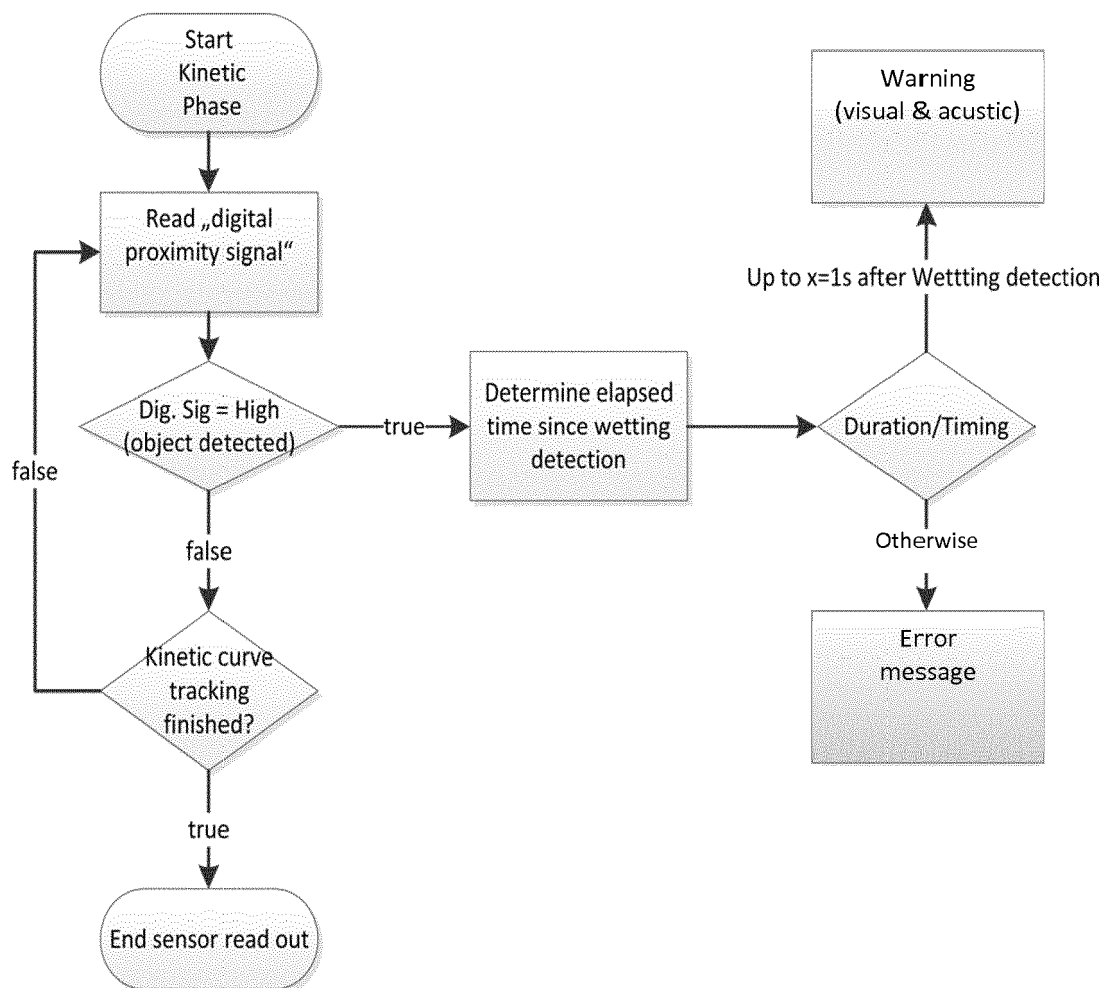 Start
Kinetic
Phase
Read „digital
proximity signal“
Dig. Sig = High
(object detected)
true
Determine elapsed
time since wetting
detection
Duration/Timing
Up to x=1s after Wettting detection
Warning
(visual & acustic)
Otherwise
Error
message
false
false
Kinetic curve
tracking
finished?
true
End sensor read out